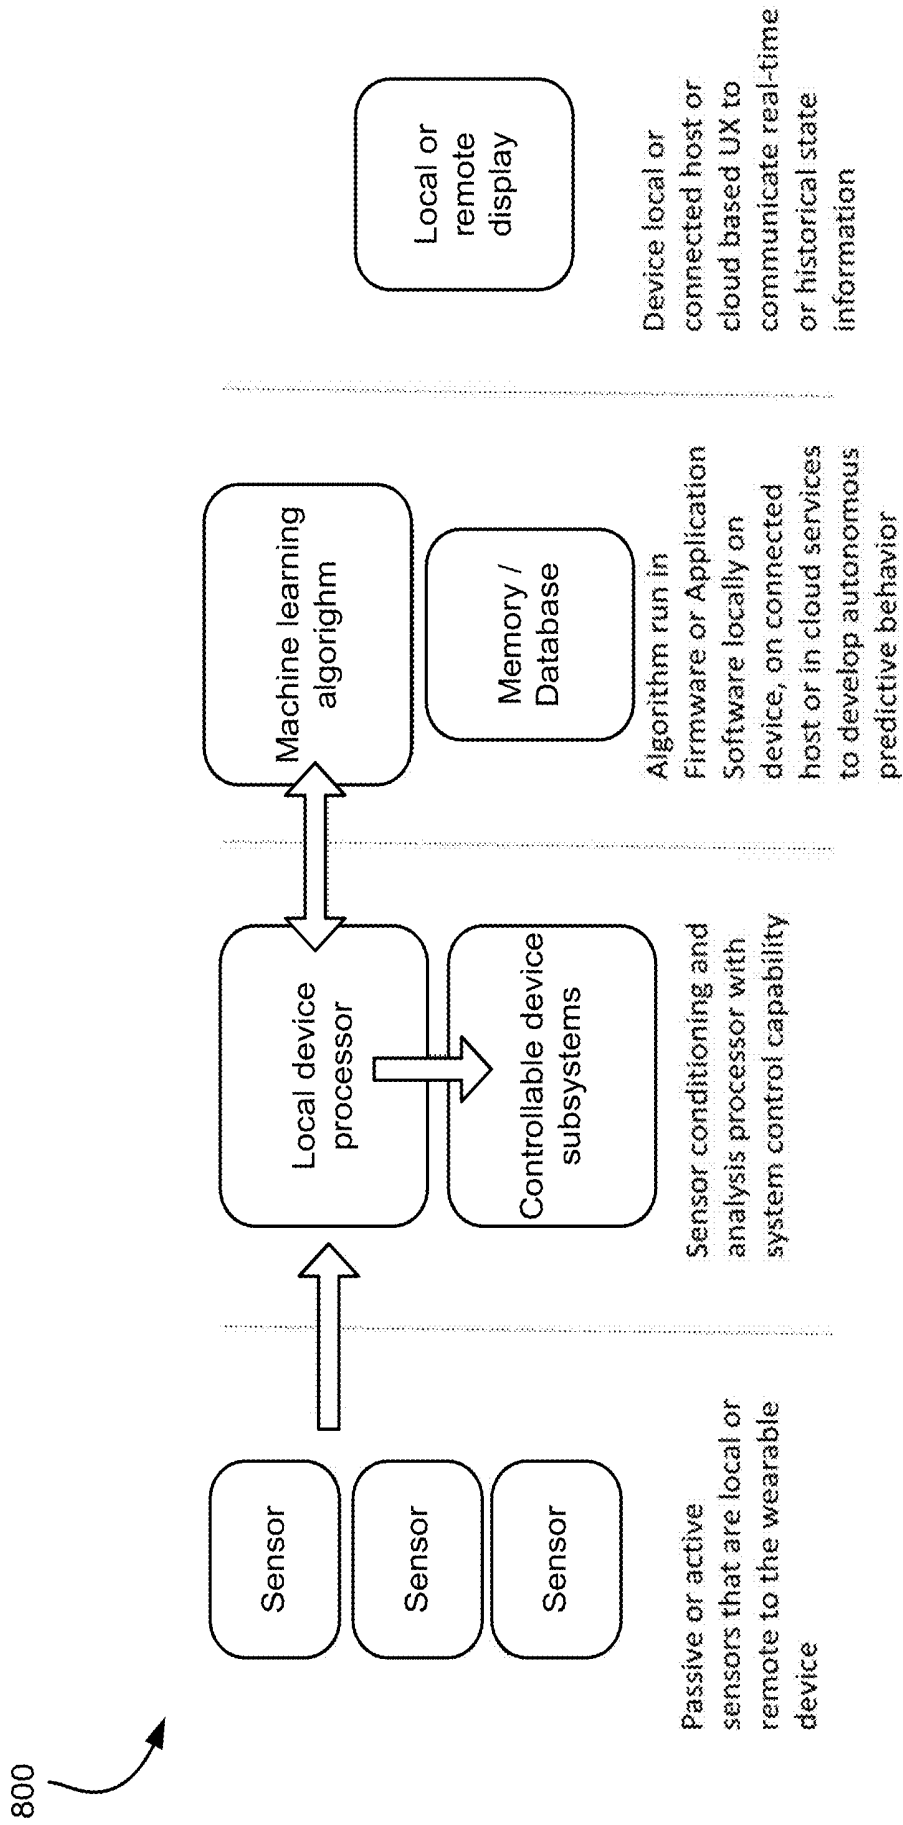 800
Sensor
Sensor
Sensor
Passive or active
sensors that are local or
remote to the wearable
device
Local device
processor
Controllable device
subsystems
Sensor conditioning and
analysis processor with
system control capability
Machine learning
algorighm
Memory /
Database
Algorithm run in
Firmware or Application
Software locally on
device, on connected
host or in cloud services
to develop autonomous
predictive behavior
Local or
remote
display
Device local or
connected host or
cloud based UX to
communicate real-time
or historical state
information